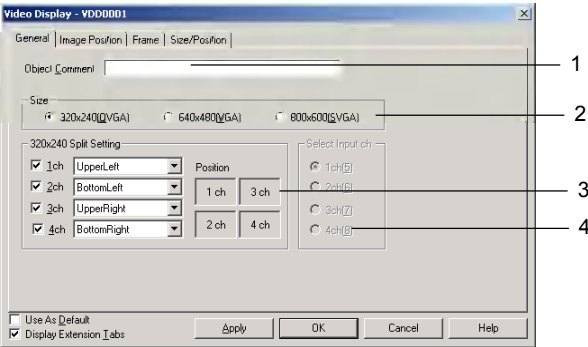 Video Display - VDD0001
General Image Position Frame Size/Position
Object Comment 1
Size
320x240(QVGA) 640x480(VGA) 800x600(SVGA) 2
320x240 Split Setting Select Input ch
1ch UpperLeft Position 1ch(5)
2ch BottomLeft 1 ch 3 ch 2ch(6) 3
3ch UpperRight 3ch(7)
4ch BottomRight 2 ch 4 ch 4ch(8) 4
Use As Default
Display Extension Tabs Apply OK Cancel Help